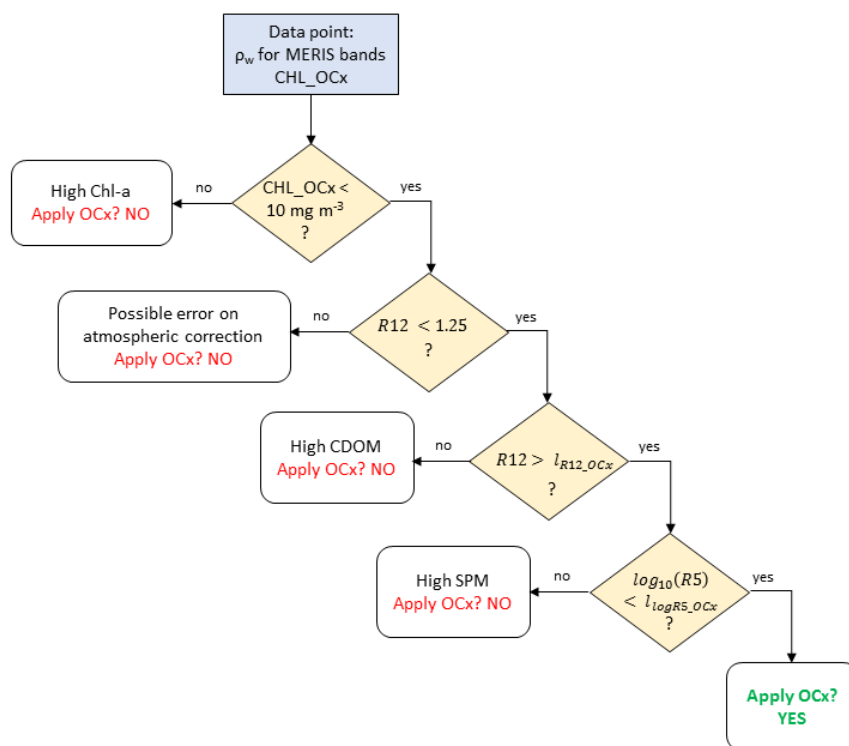 Data point:
ρw for MERIS bands
CHL_OCx
CHL_OCx <
10 mg m-3
?
no
yes
High Chl-a
Apply OCx? NO
R12 < 1.25
?
no
yes
Possible error on
atmospheric correction
Apply OCx? NO
R12 > lR12_OCx
?
no
yes
High CDOM
Apply OCx? NO
log10(R5)
< llogR5_OCx
?
no
yes
High SPM
Apply OCx? NO
Apply OCx?
YES